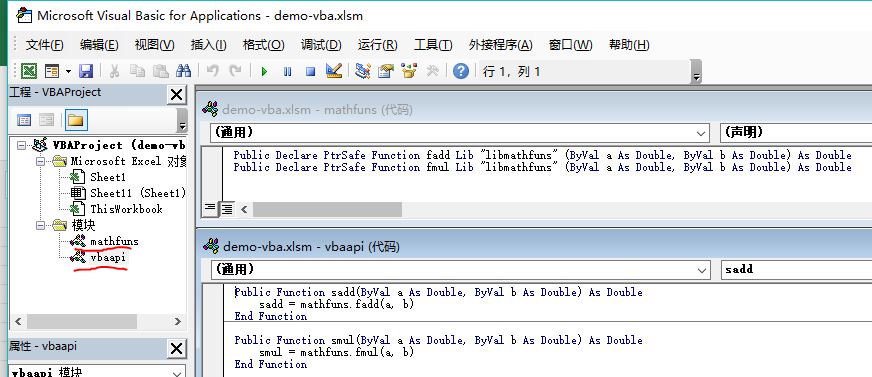 Microsoft Visual Basic for Applications - demo-vba.xlsm
文件(F) 编辑(E) 视图(V) 插入(I) 格式(O) 调试(D) 运行(R) 工具(T) 外接程序(A) 窗口(W) 帮助(H)
行 1, 列 1
工程 - VBAProject
VBAProject (demo-vb
Microsoft Excel 对象
Sheet1
Sheet11 (Sheet1)
ThisWorkbook
模块
mathfuns
vbaapi
属性 - vbaapi
vbaapi 模块
demo-vba.xlsm - mathfuns (代码)
(通用) (声明)
Public Declare PtrSafe Function fadd Lib "libmathfuns" (ByVal a As Double, ByVal b As Double) As Double
Public Declare PtrSafe Function fmul Lib "libmathfuns" (ByVal a As Double, ByVal b As Double) As Double
demo-vba.xlsm - vbaapi (代码)
(通用) sadd
Public Function sadd(ByVal a As Double, ByVal b As Double) As Double
sadd = mathfuns.fadd(a, b)
End Function
Public Function smul(ByVal a As Double, ByVal b As Double) As Double
smul = mathfuns.fmul(a, b)
End Function